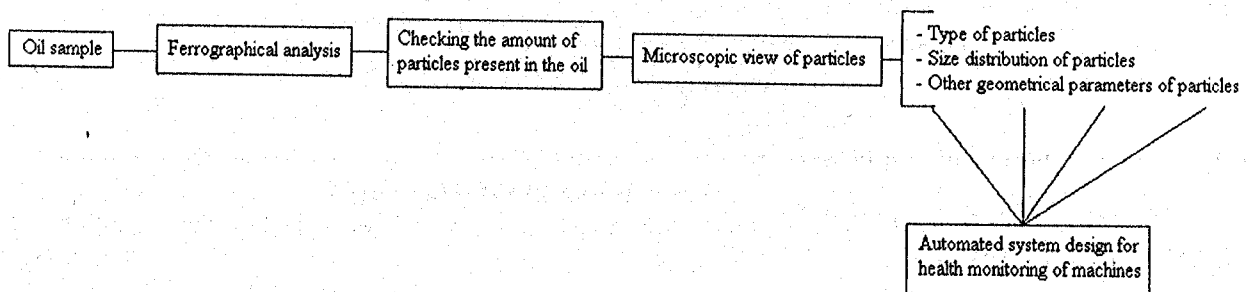 Oil sample
Ferrographical analysis
Checking the amount of
particles present in the oil
Microscopic view of particles
- Type of particles
- Size distribution of particles
- Other geometrical parameters of particles
Automated system design for
health monitoring of machines